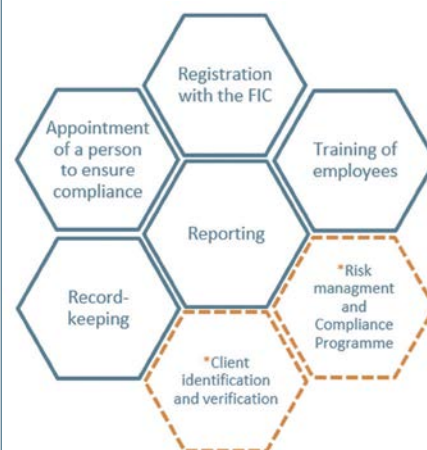 Registration
with the FIC
Appointment
of a person
to ensure
compliance
Training of
employees
Reporting
Record-
keeping
*Risk
managment
and
Compliance
Programme
*Client
identification
and verification